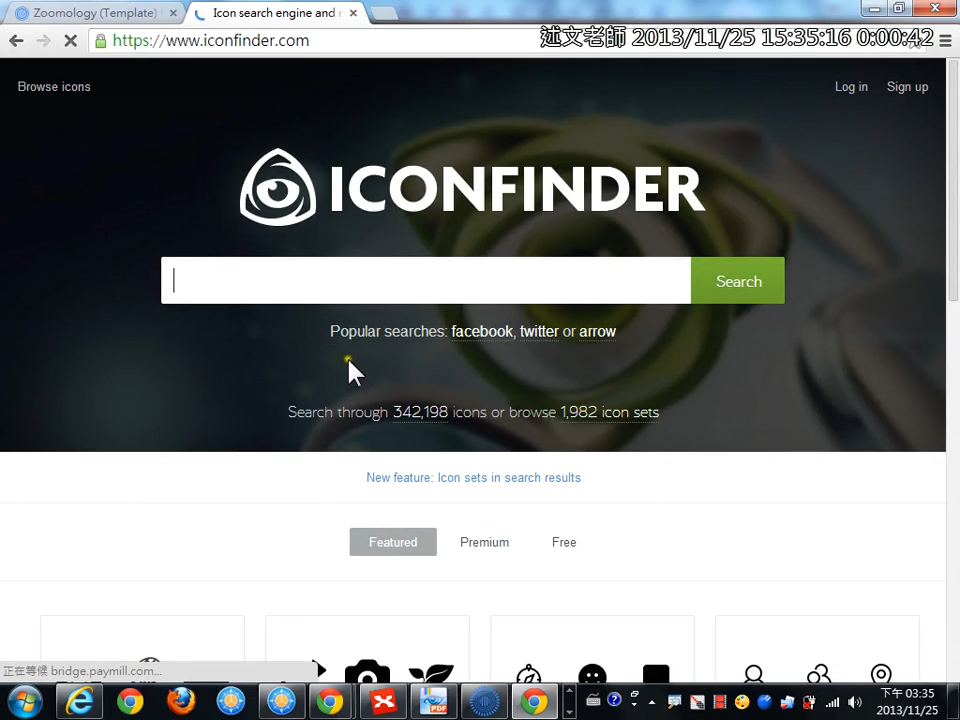 Zoomology (Template)
Icon search engine and
https://www.iconfinder.com
述文老師 2013/11/25 15:35:16 0:00:42
Browse icons
Log in
Sign up
ICONFINDER
Search
Popular searches: facebook, twitter or arrow
Search through 342,198 icons or browse 1,982 icon sets
New feature: Icon sets in search results
Featured
Premium
Free
正在等候 bridge.paymill.com...
PDF
下午 03:35
2013/11/25